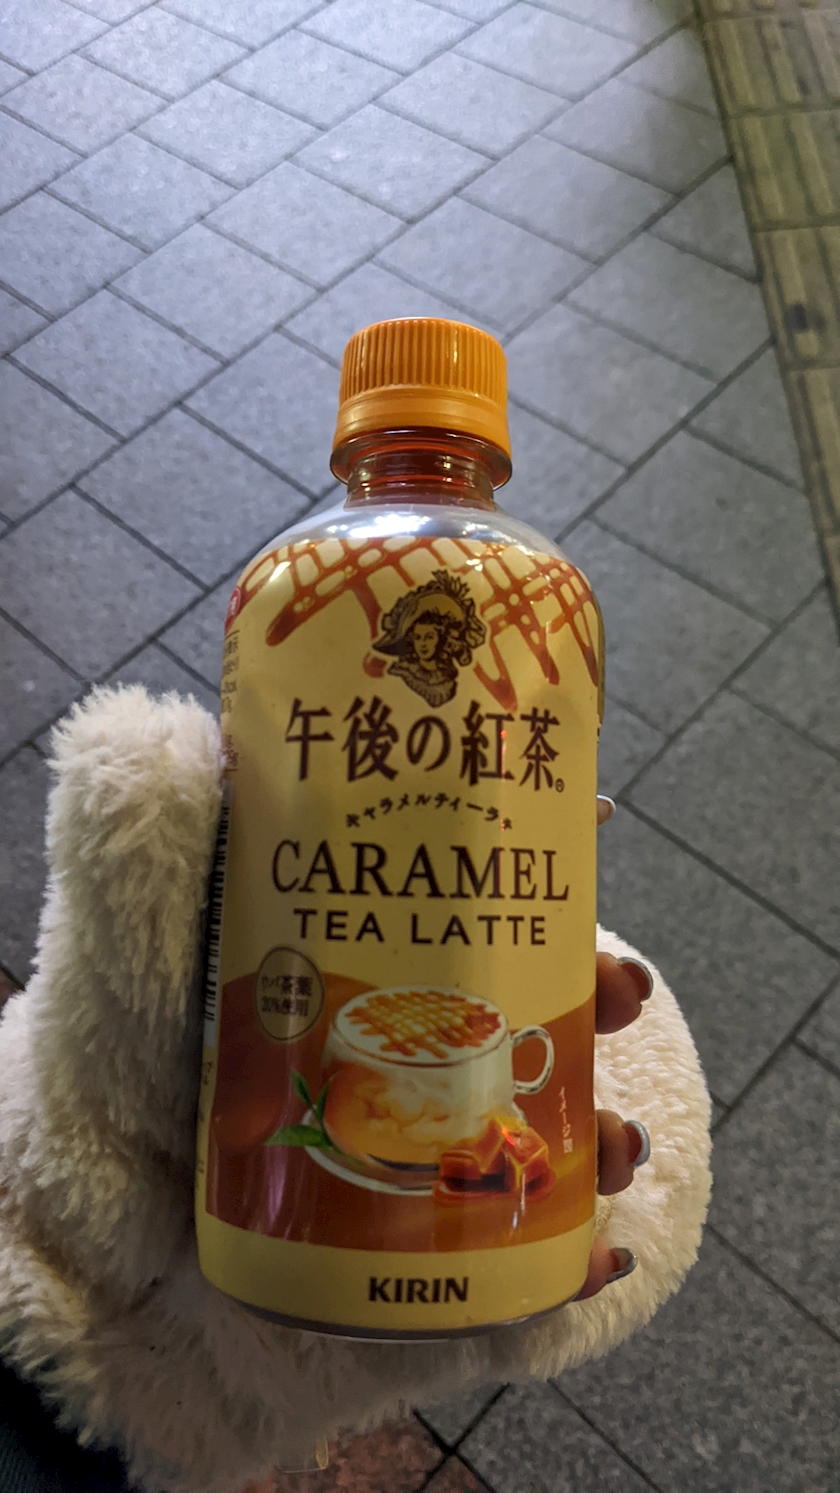 午後の紅茶®
キャラメルティーラテ
CARAMEL
TEA LATTE
ウバ茶葉
20%使用
イメージ図
KIRIN